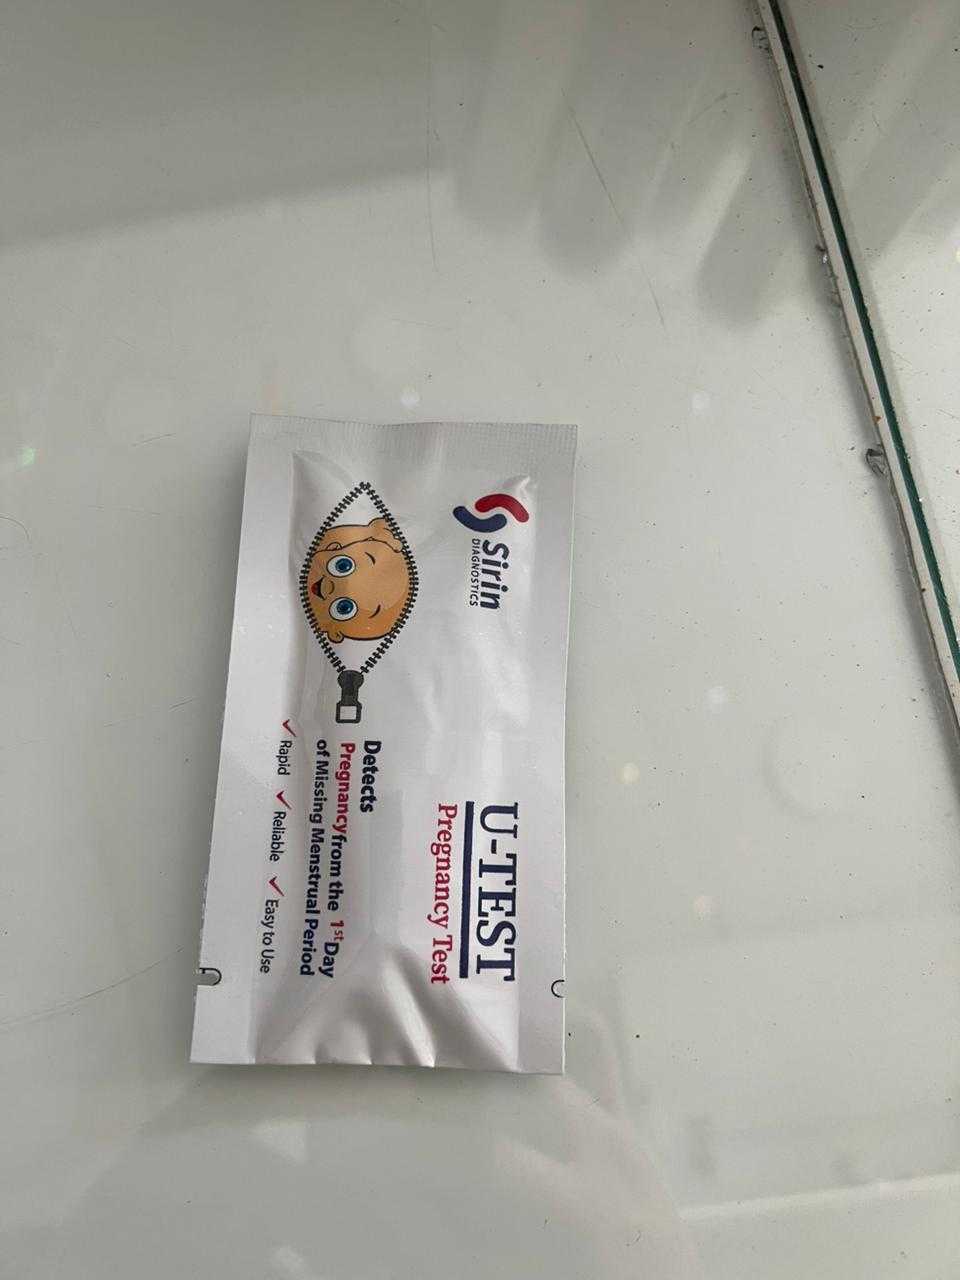 Sirin
DIAGNOSTICS
U-TEST
Pregnancy Test
Detects
Pregnancy from the 1st Day
of Missing Menstrual Period
✓ Rapid ✓ Reliable ✓ Easy to Use